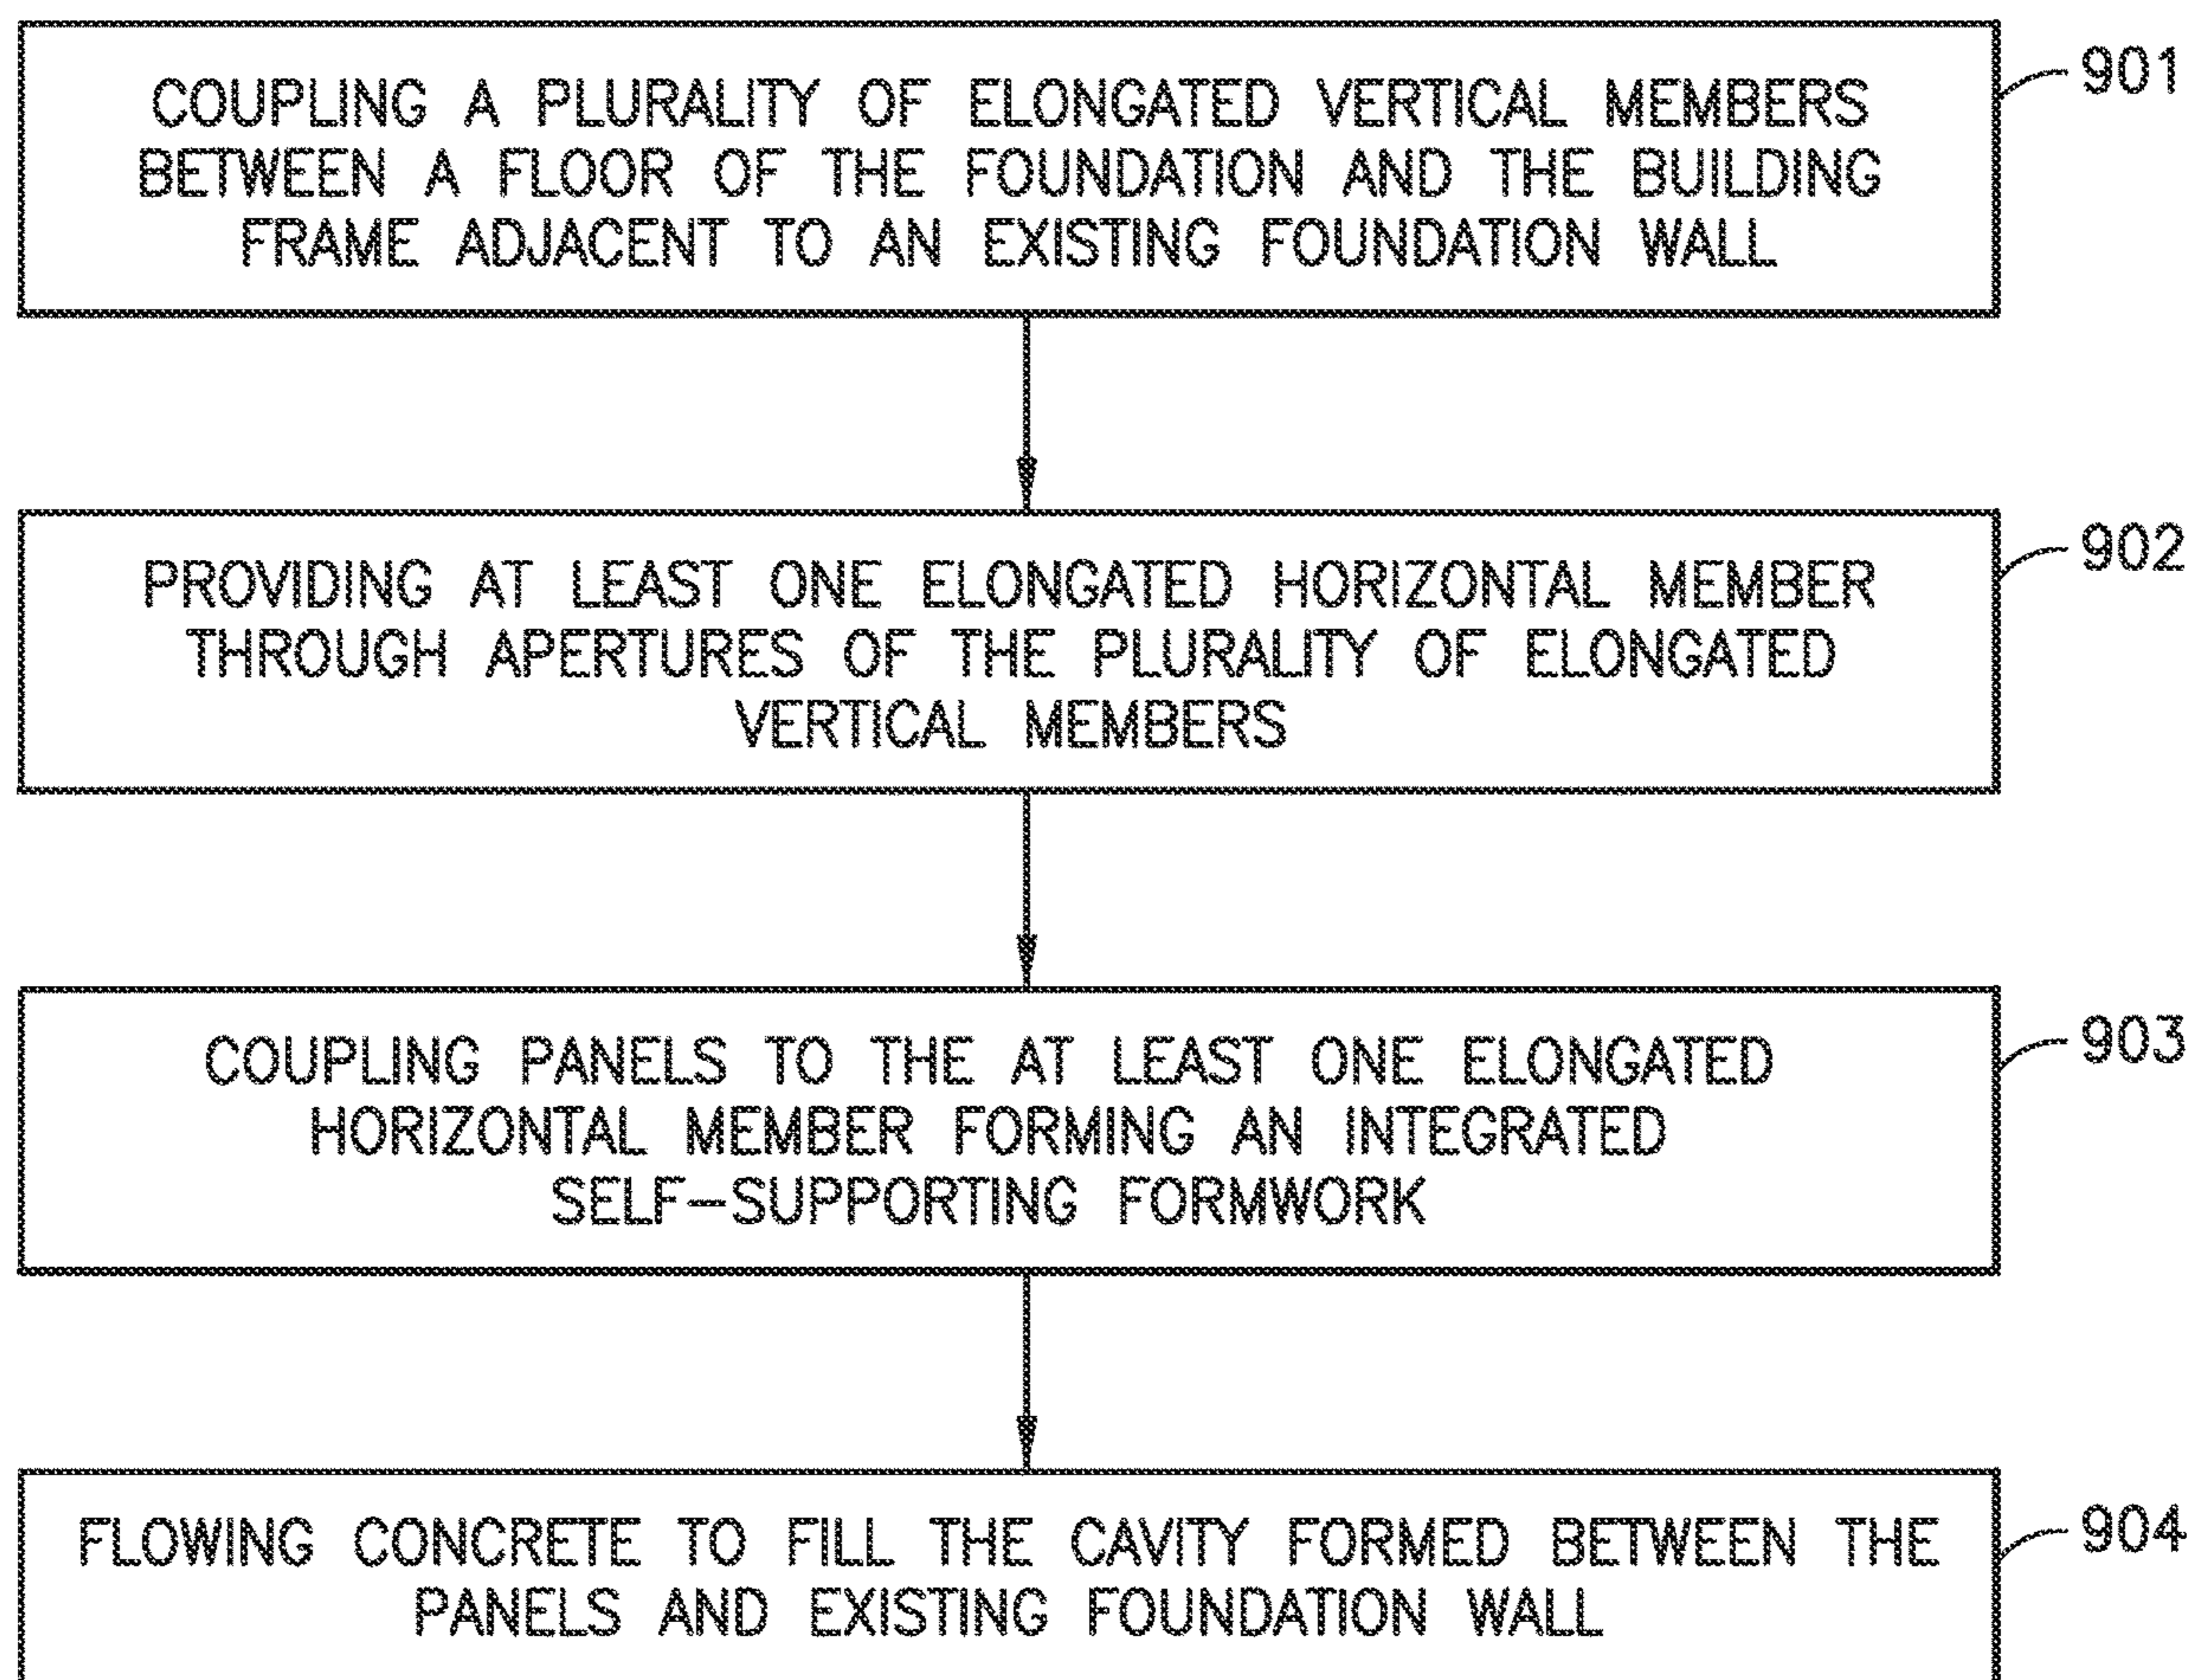 COUPLING A PLURALITY OF ELONGATED VERTICAL MEMBERS
BETWEEN A FLOOR OF THE FOUNDATION AND THE BUILDING
FRAME ADJACENT TO AN EXISTING FOUNDATION WALL
901
PROVIDING AT LEAST ONE ELONGATED HORIZONTAL MEMBER
THROUGH APERTURES OF THE PLURALITY OF ELONGATED
VERTICAL MEMBERS
902
COUPLING PANELS TO THE AT LEAST ONE ELONGATED
HORIZONTAL MEMBER FORMING AN INTEGRATED
SELF-SUPPORTING FORMWORK
903
FLOWING CONCRETE TO FILL THE CAVITY FORMED BETWEEN THE
PANELS AND EXISTING FOUNDATION WALL
904